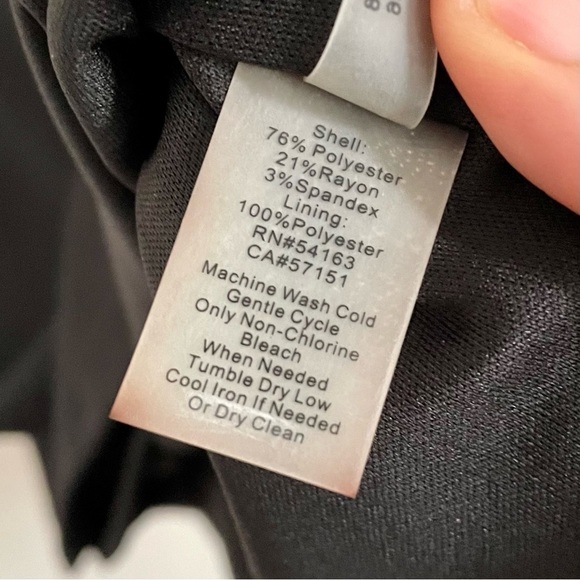 Shell:
76% Polyester
21%Rayon
3%Spandex
Lining:
100%Polyester
RN#54163
CA#57151
Machine Wash Cold
Gentle Cycle
Only Non-Chlorine
Bleach
When Needed
Tumble Dry Low
Cool Iron If Needed
Or Dry Clean